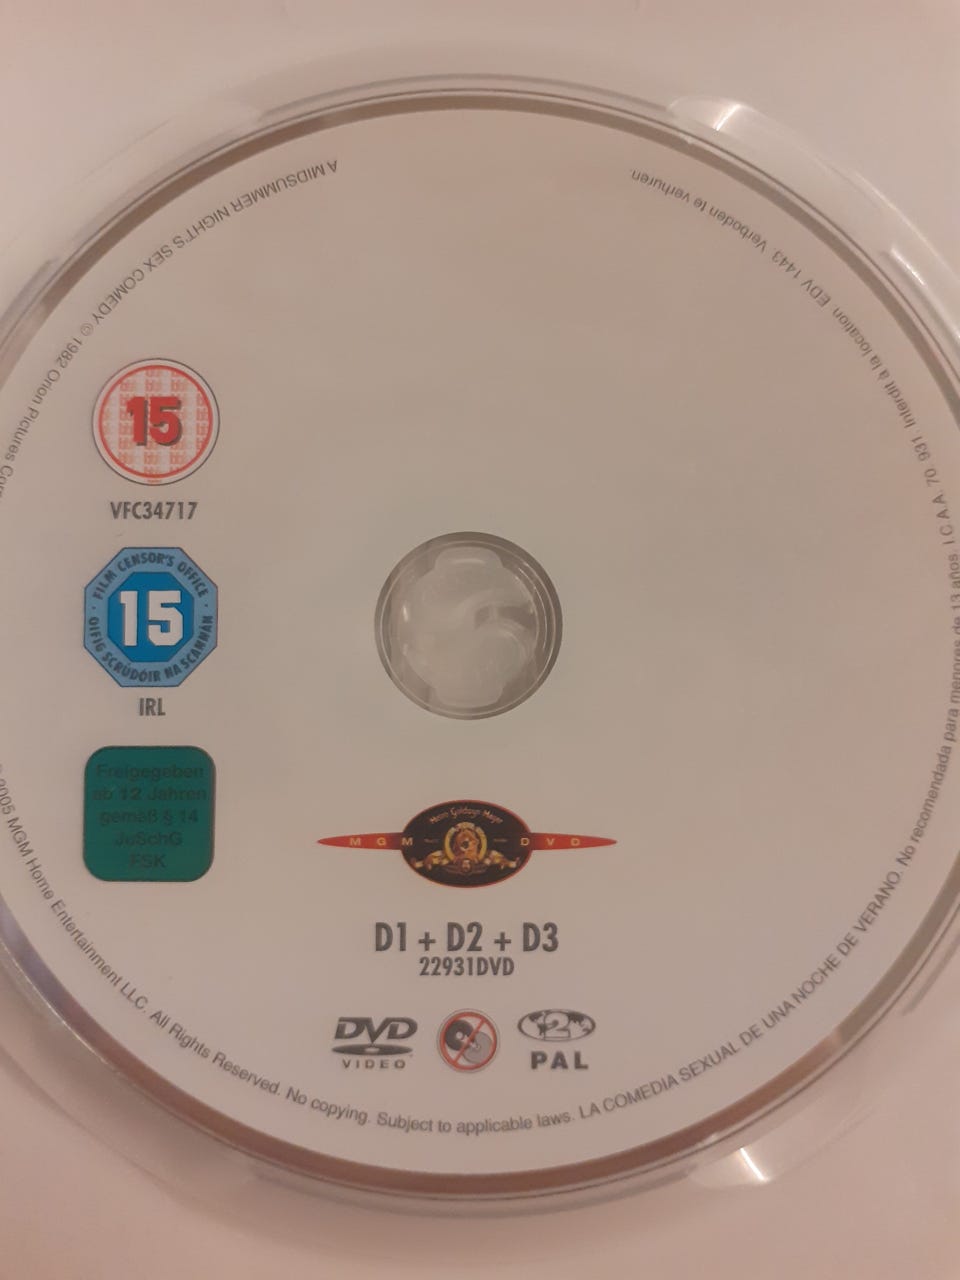 A MIDSUMMER NIGHT'S SEX COMEDY © 1982 Orion Pictures
2005 MGM Home Entertainment LLC. All Rights Reserved. No copying. Subject to applicable laws. LA COMEDIA SEXUAL DE UNA NOCHE DE VERANO. No recomendada para menores de 13 años. I.C.A.A. 70 931. Interdit à la location. EDV 1443. Verboden te verhuren.
15
VFC34717
· FILM CENSOR'S OFFICE ·
15
OIFIG SCRÚDÓIR NA SCANNÁN
IRL
Freigegeben
ab 12 Jahren
gemäß § 14
JuSchG
FSK
Metro Goldwyn Mayer
MGM DVD
D1 + D2 + D3
22931DVD
DVD
VIDEO
2
PAL